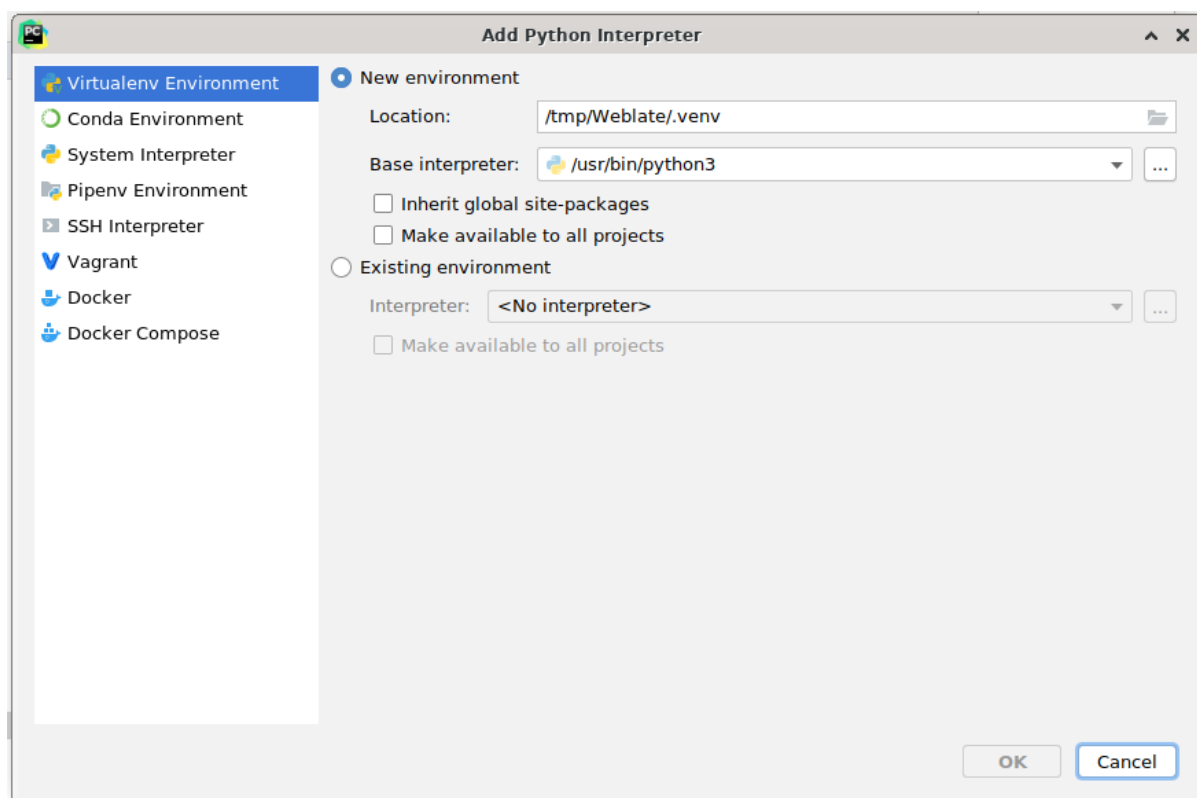 PC
Add Python Interpreter
Virtualenv Environment
Conda Environment
System Interpreter
Pipenv Environment
SSH Interpreter
Vagrant
Docker
Docker Compose
New environment
Location: /tmp/Weblate/.venv
Base interpreter: /usr/bin/python3 ...
Inherit global site-packages
Make available to all projects
Existing environment
Interpreter: <No interpreter> ...
Make available to all projects
OK Cancel